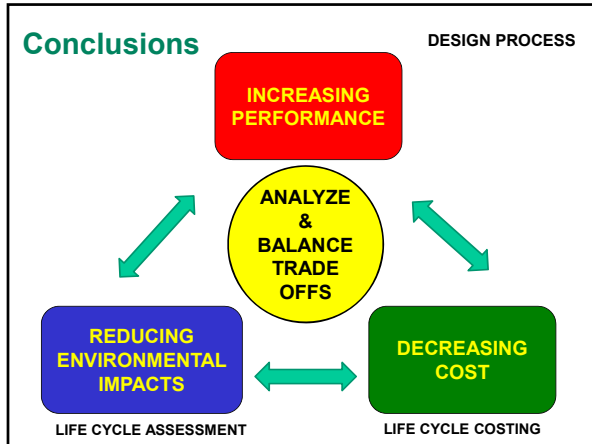 Conclusions
DESIGN PROCESS
INCREASING
PERFORMANCE
ANALYZE
&
BALANCE
TRADE
OFFS
REDUCING
ENVIRONMENTAL
IMPACTS
DECREASING
COST
LIFE CYCLE ASSESSMENT
LIFE CYCLE COSTING